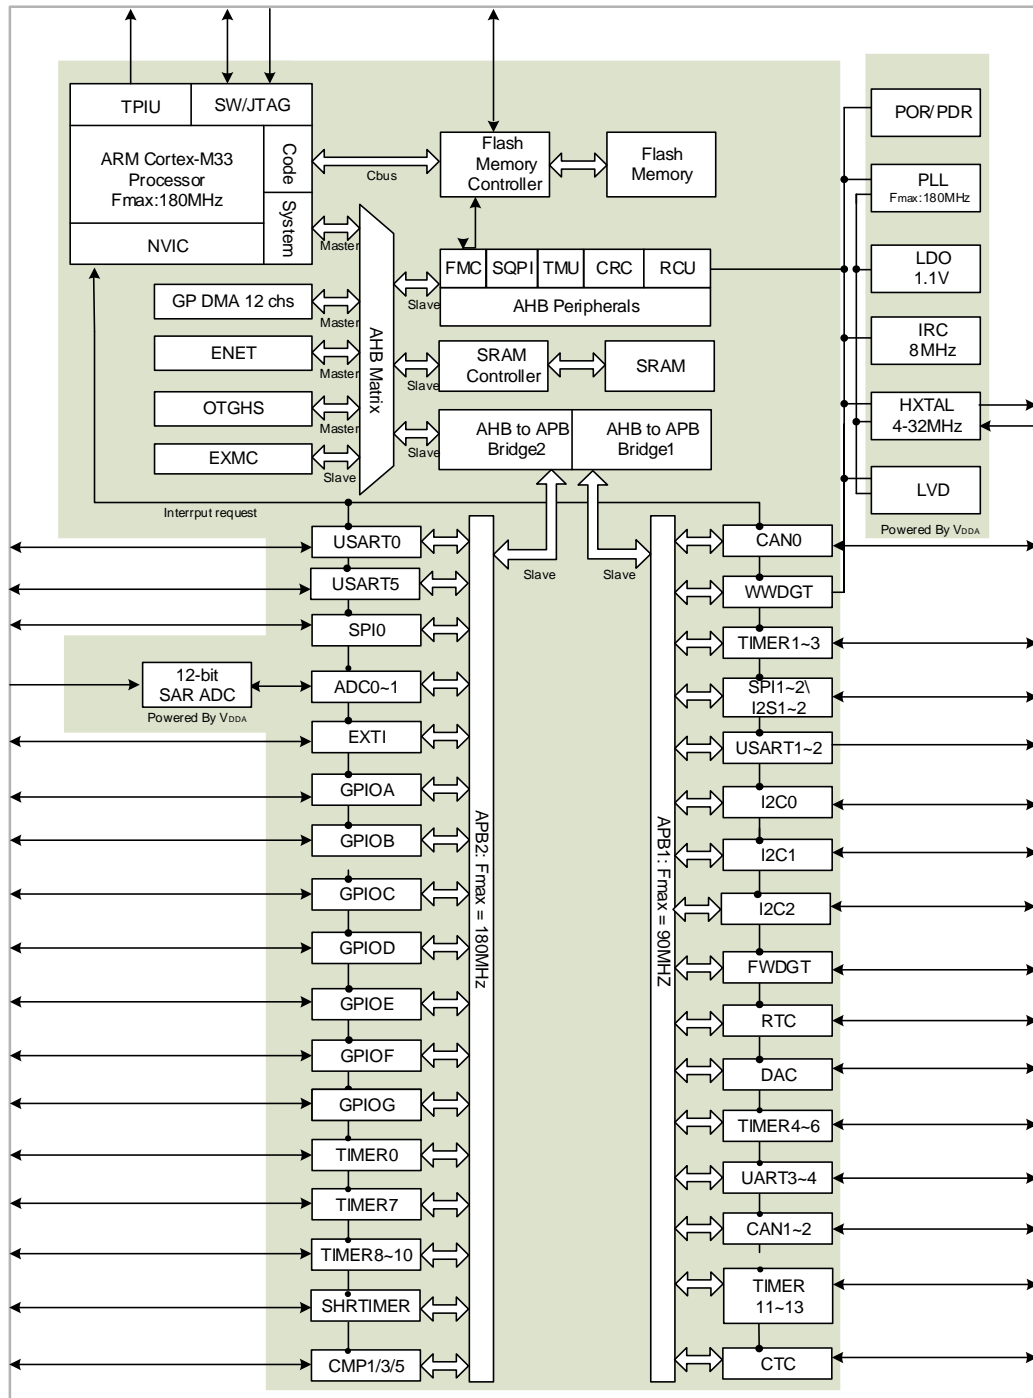 TPIU
SW/JTAG
ARM Cortex-M33
Processor
Fmax:180MHz
NVIC
Code
System
Cbus
Master
Flash
Memory
Controller
Flash
Memory
POR/PDR
PLL
Fmax:180MHz
LDO
1.1V
IRC
8MHz
HXTAL
4-32MHz
LVD
Powered By VDDA
FMC
SQPI
TMU
CRC
RCU
AHB Peripherals
Slave
GP DMA 12 chs
Master
ENET
Master
OTGHS
Master
EXMC
Slave
AHB Matrix
SRAM
Controller
SRAM
Slave
AHB to APB
Bridge2
AHB to APB
Bridge1
Slave
Interrput request
Slave
Slave
USART0
USART5
SPI0
12-bit
SAR ADC
Powered By VDDA
ADC0~1
EXTI
GPIOA
GPIOB
GPIOC
GPIOD
GPIOE
GPIOF
GPIOG
TIMER0
TIMER7
TIMER8~10
SHRTIMER
CMP1/3/5
APB2: Fmax = 180MHz
APB1: Fmax = 90MHZ
CAN0
WWDGT
TIMER1~3
SPI1~2\
I2S1~2
USART1~2
I2C0
I2C1
I2C2
FWDGT
RTC
DAC
TIMER4~6
UART3~4
CAN1~2
TIMER
11~13
CTC